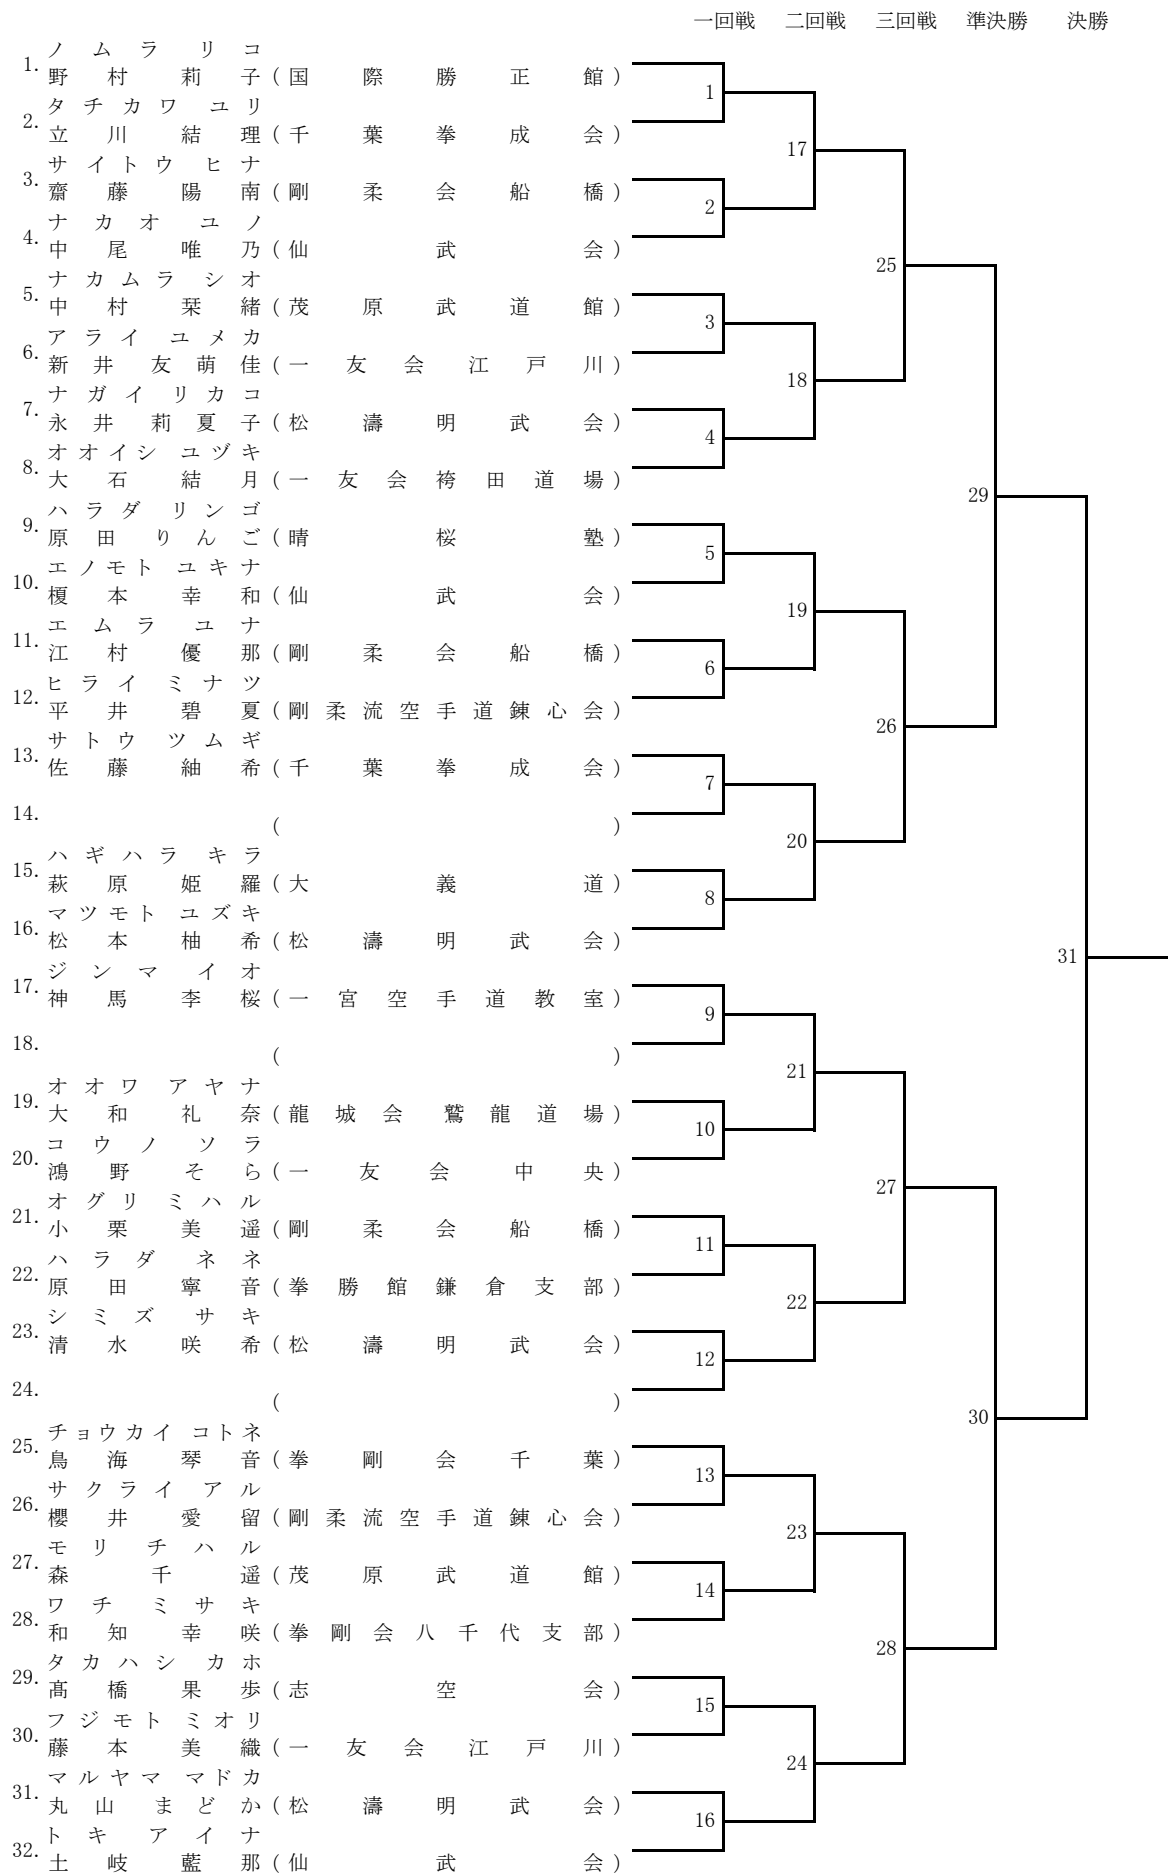 一回戦 二回戦 三回戦 準決勝 決勝
ノムラ リコ
1. 野村 莉子 (国際勝正館)
1
タチカワ ユリ
2. 立川 結理 (千葉拳成会)
17
サイトウ ヒナ
3. 齋藤 陽南 (剛柔会船橋)
2
ナカオ ユノ
4. 中尾 唯乃 (仙武会)
25
ナカムラ シオ
5. 中村 栞緒 (茂原武道館)
3
アライ ユメカ
6. 新井 友萌佳 (一友会江戸川)
18
ナガイ リカコ
7. 永井 莉夏子 (松濤明武会)
4
オオイシ ユヅキ
8. 大石 結月 (一友会袴田道場)
29
ハラダ リンゴ
9. 原田 りんご (晴桜塾)
5
エノモト ユキナ
10. 榎本 幸和 (仙武会)
19
エムラ ユナ
11. 江村 優那 (剛柔会船橋)
6
ヒライ ミナツ
12. 平井 碧夏 (剛柔流空手道錬心会)
26
サトウ ツムギ
13. 佐藤 紬希 (千葉拳成会)
7
14. ( )
20
ハギハラ キラ
15. 萩原 姫羅 (大義道)
8
マツモト ユズキ
16. 松本 柚希 (松濤明武会)
31
ジンマ イオ
17. 神馬 李桜 (一宮空手道教室)
9
18. ( )
21
オオワ アヤナ
19. 大和 礼奈 (龍城会 鷲龍道場)
10
コウノ ソラ
20. 鴻野 そら (一友会中央)
27
オグリ ミハル
21. 小栗 美遥 (剛柔会船橋)
11
ハラダ ネネ
22. 原田 寧音 (拳勝館鎌倉支部)
22
シミズ サキ
23. 清水 咲希 (松濤明武会)
12
24. ( )
30
チョウカイ コトネ
25. 鳥海 琴音 (拳剛会千葉)
13
サクライ アル
26. 櫻井 愛留 (剛柔流空手道錬心会)
23
モリ チハル
27. 森 千遥 (茂原武道館)
14
ワチ ミサキ
28. 和知 幸咲 (拳剛会八千代支部)
28
タカハシ カホ
29. 髙橋 果歩 (志空会)
15
フジモト ミオリ
30. 藤本 美織 (一友会江戸川)
24
マルヤマ マドカ
31. 丸山 まどか (松濤明武会)
16
トキ アイナ
32. 土岐 藍那 (仙武会)